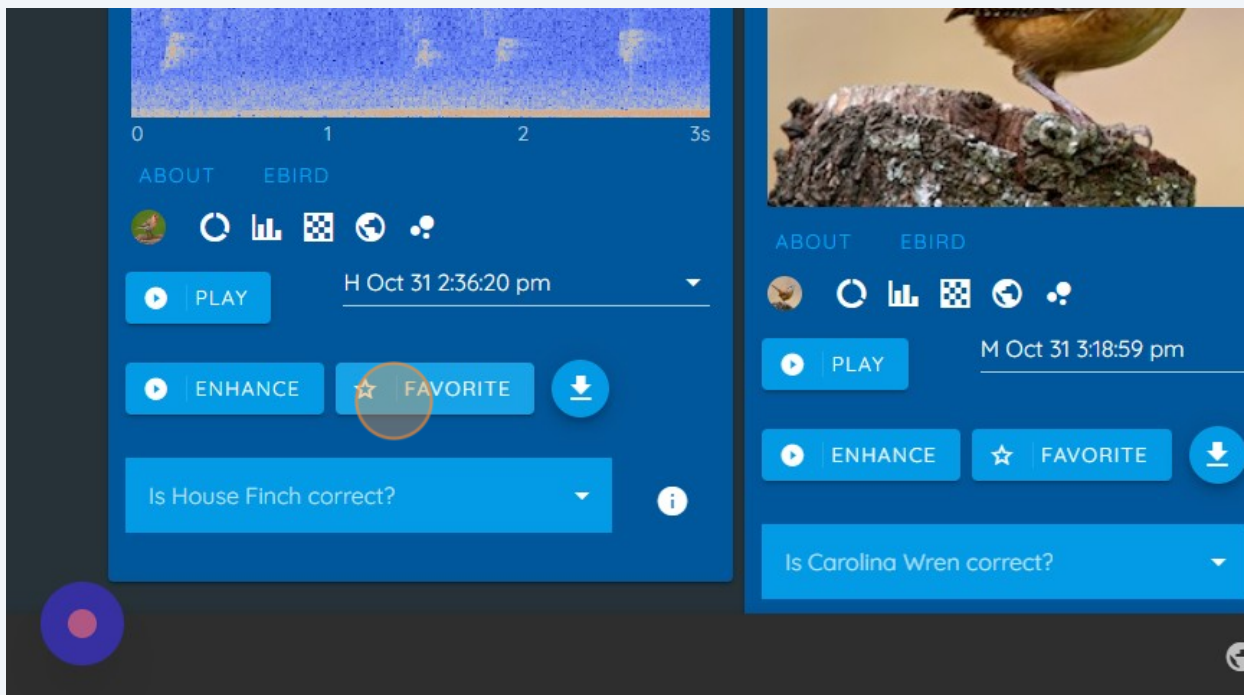 0 1 2 3s
ABOUT EBIRD
H Oct 31 2:36:20 pm
PLAY
ENHANCE FAVORITE
Is House Finch correct?
ABOUT EBIRD
M Oct 31 3:18:59 pm
PLAY
ENHANCE FAVORITE
Is Carolina Wren correct?